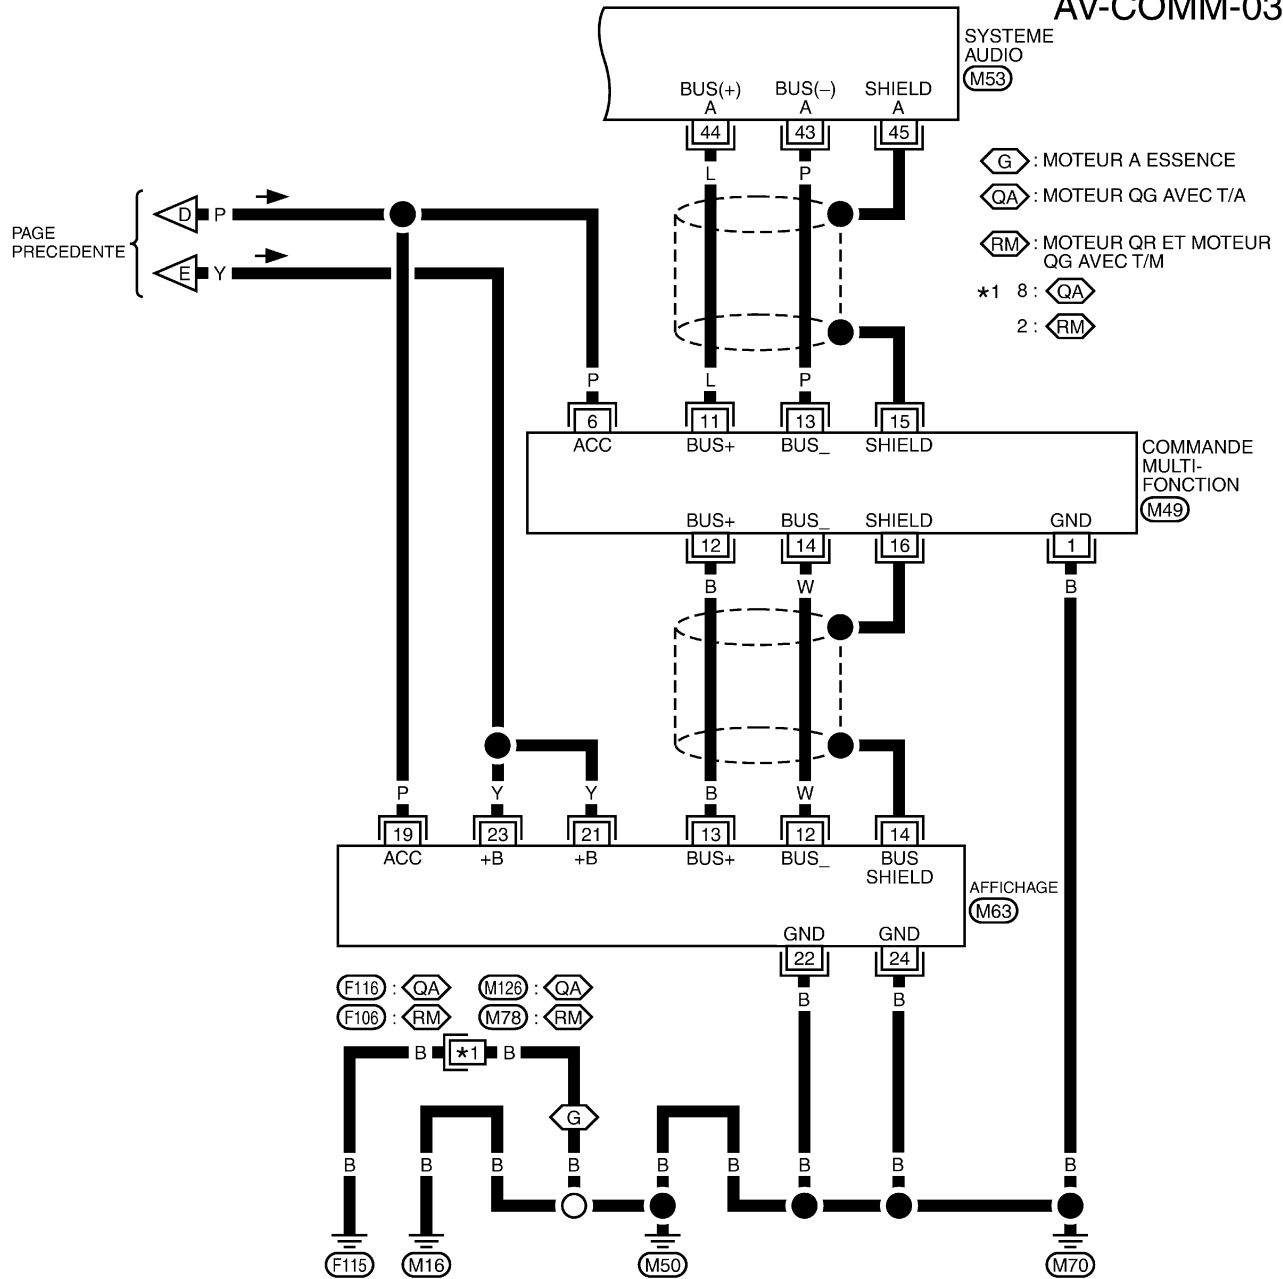 AV-COMM-03
SYSTEME
AUDIO
M53
BUS(+) BUS(–) SHIELD
A A A
44 43 45
L P
G : MOTEUR A ESSENCE
QA : MOTEUR QG AVEC T/A
RM : MOTEUR QR ET MOTEUR
QG AVEC T/M
*1 8 : QA
2 : RM
PAGE
PRECEDENTE
D P
E Y
P L P
6 11 13 15
ACC BUS+ BUS_ SHIELD
COMMANDE
MULTI-
FONCTION
M49
BUS+ BUS_ SHIELD GND
12 14 16 1
B W B
P Y Y B W
19 23 21 13 12 14
ACC +B +B BUS+ BUS_ BUS
SHIELD
AFFICHAGE
M63
GND GND
22 24
B B
F116 : QA M126 : QA
F106 : RM M78 : RM
B *1 B
G
B B B B B B B B B
F115 M16 M50 M70